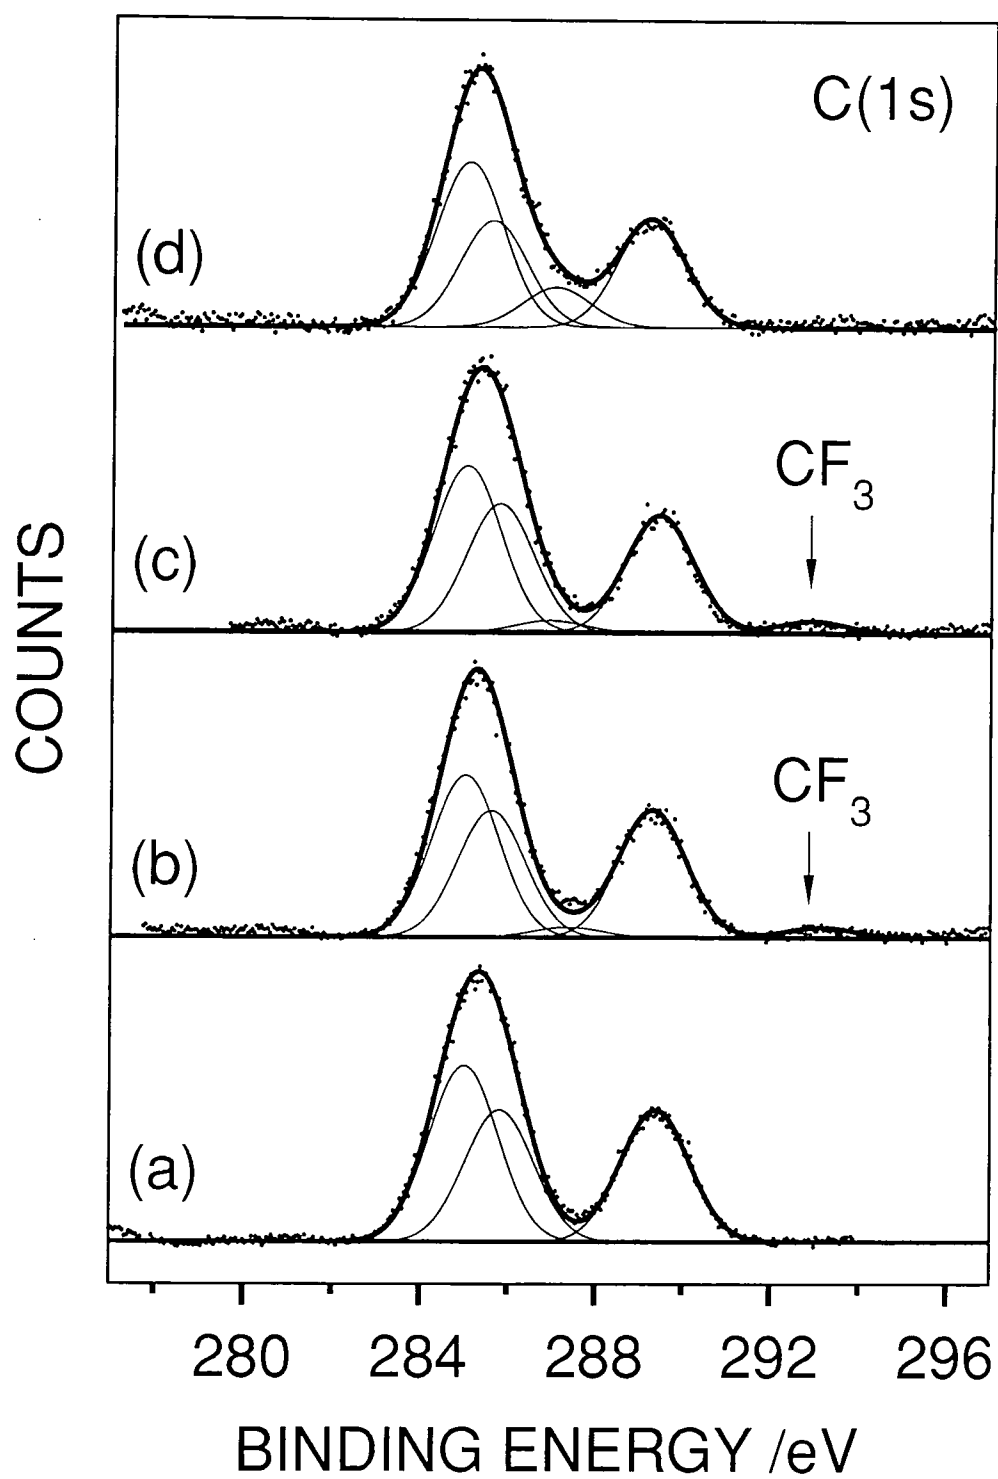 C(1s)
(d)
CF3
(c)
CF3
(b)
(a)
COUNTS
280 284 288 292 296
BINDING ENERGY /eV